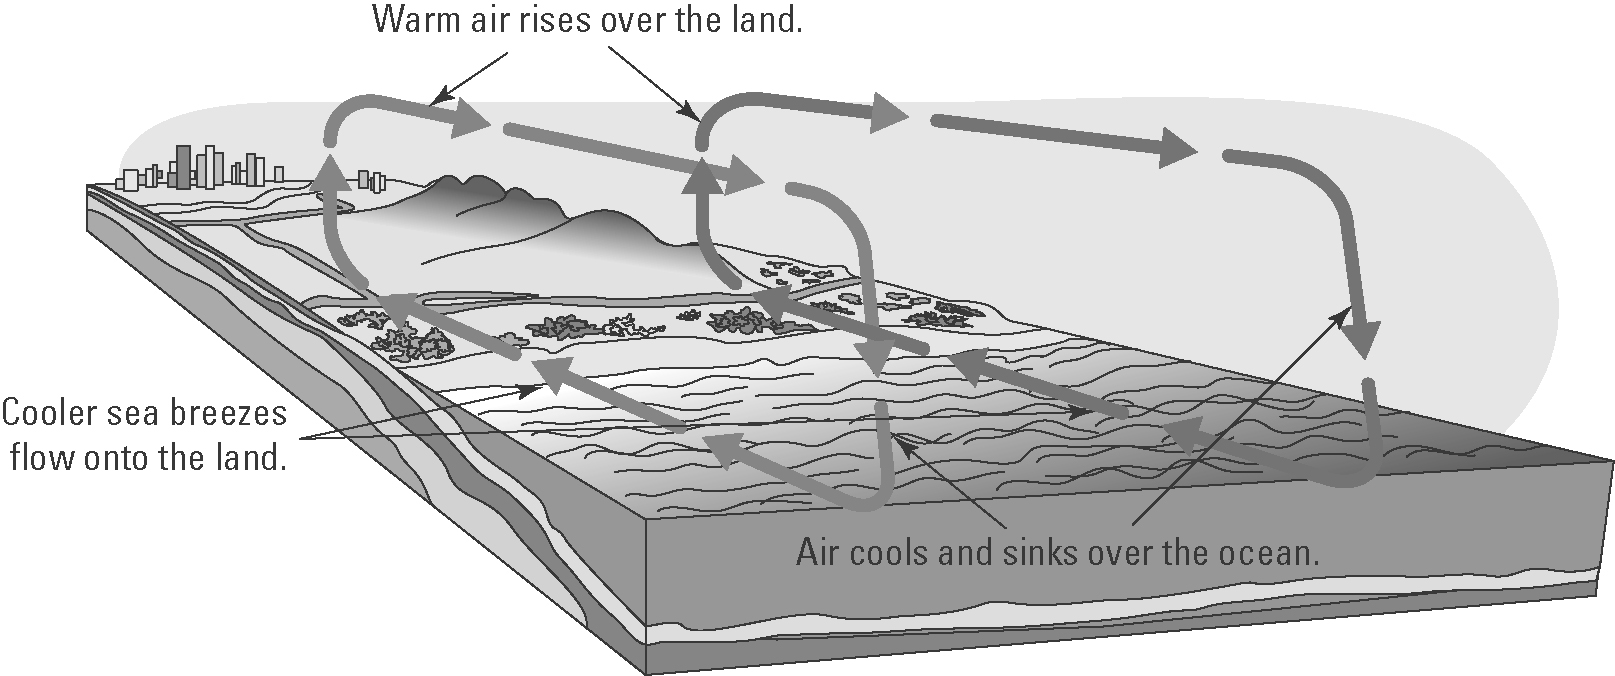 Warm air rises over the land.
Cooler sea breezes
flow onto the land.
Air cools and sinks over the ocean.